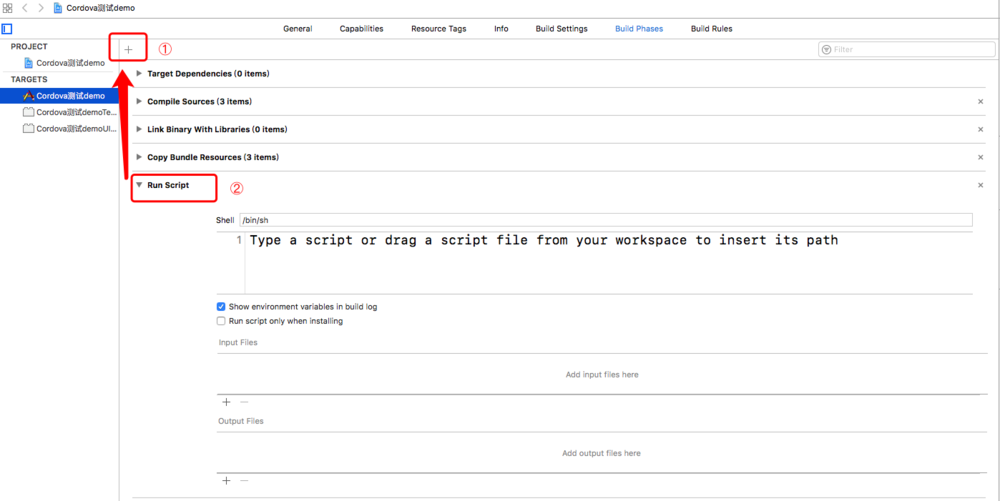 Cordova测试demo
General Capabilities Resource Tags Info Build Settings Build Phases Build Rules
PROJECT
Cordova测试demo
TARGETS
Cordova测试demo
Cordova测试demoTe...
Cordova测试demoUI...
+ ①
Filter
Target Dependencies (0 items)
Compile Sources (3 items)
Link Binary With Libraries (0 items)
Copy Bundle Resources (3 items)
Run Script ②
Shell /bin/sh
1 Type a script or drag a script file from your workspace to insert its path
Show environment variables in build log
Run script only when installing
Input Files
Add input files here
+ −
Output Files
Add output files here
+ −